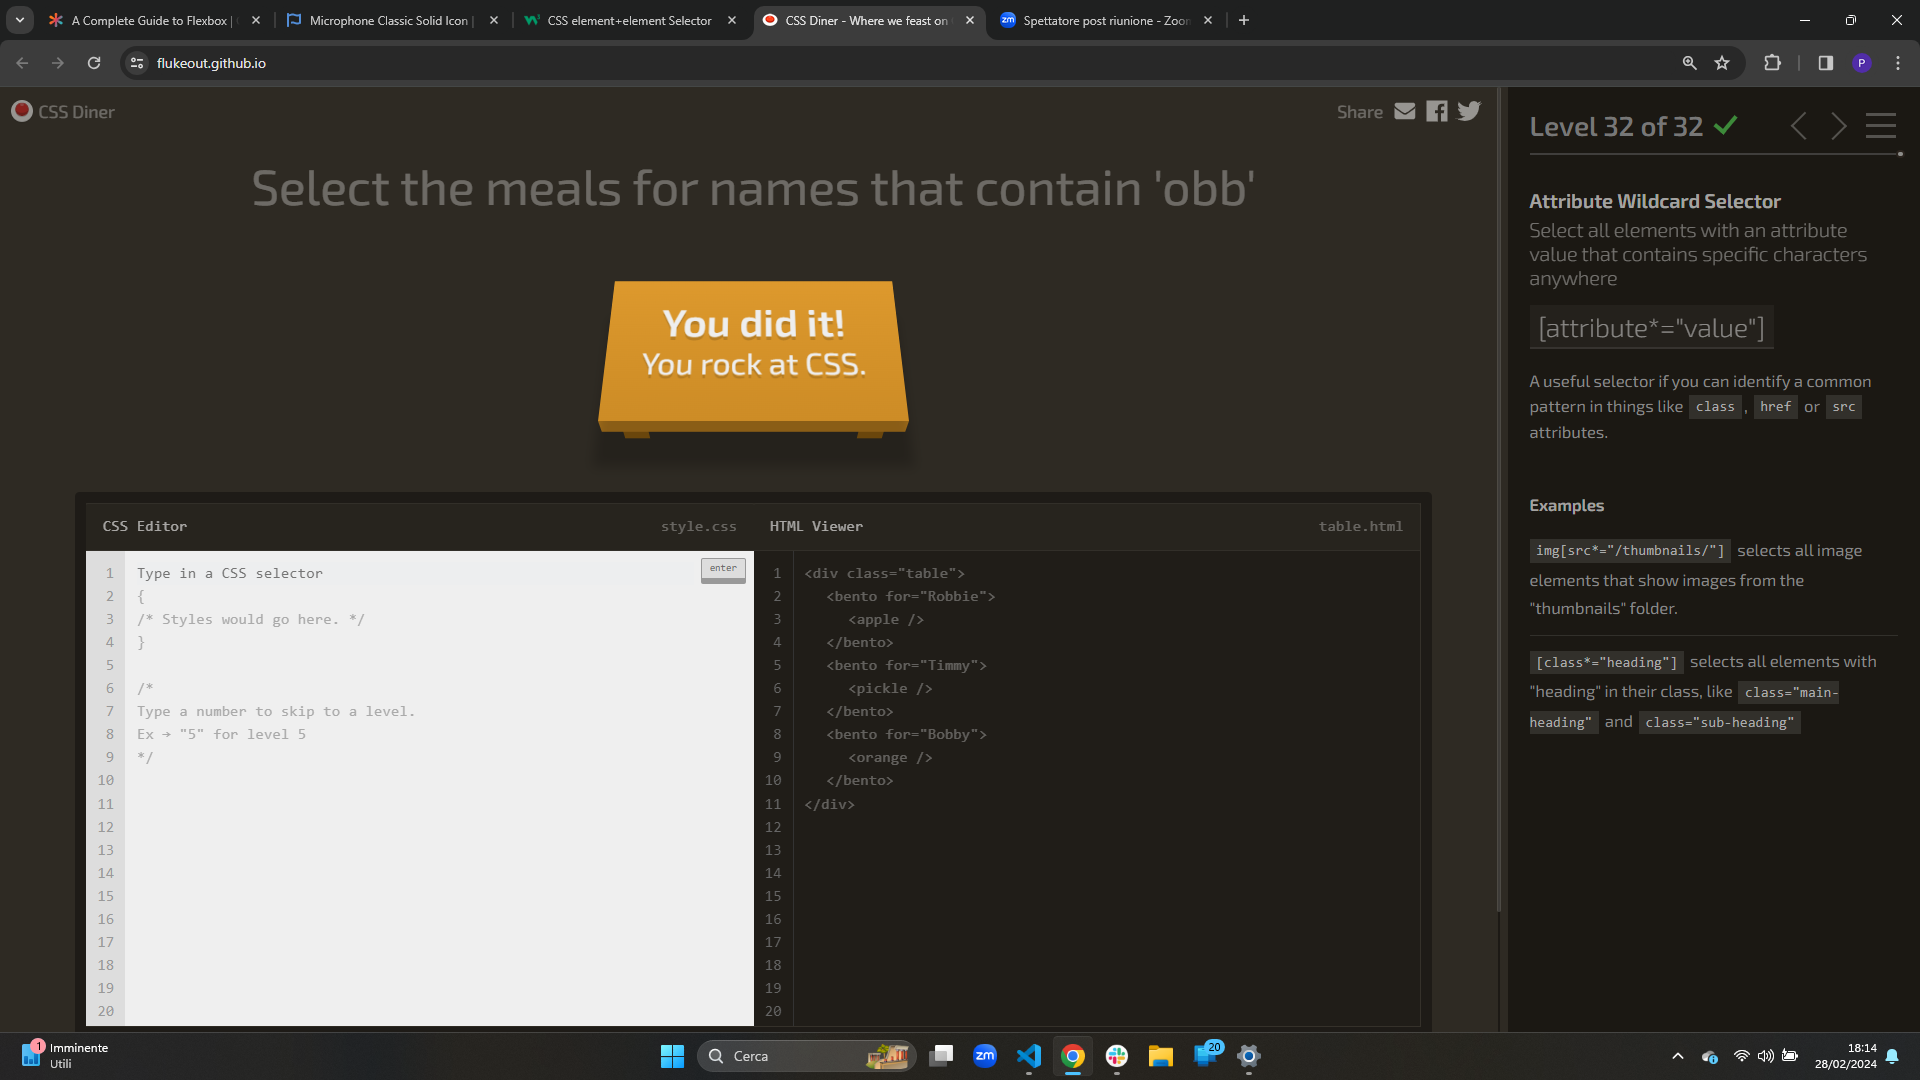 A Complete Guide to Flexbox |
Microphone Classic Solid Icon |
CSS element+element Selector
CSS Diner - Where we feast on
zm
Spettatore post riunione - Zoom
flukeout.github.io
P
CSS Diner
Share
Select the meals for names that contain 'obb'
You did it!
You rock at CSS.
CSS Editor
style.css
HTML Viewer
table.html
enter
1 Type in a CSS selector
2 {
3 /* Styles would go here. */
4 }
5
6 /*
7 Type a number to skip to a level.
8 Ex → "5" for level 5
9 */
10
11
12
13
14
15
16
17
18
19
20
1 <div class="table">
2 <bento for="Robbie">
3 <apple />
4 </bento>
5 <bento for="Timmy">
6 <pickle />
7 </bento>
8 <bento for="Bobby">
9 <orange />
10 </bento>
11 </div>
12
13
14
15
16
17
18
19
20
Level 32 of 32
Attribute Wildcard Selector
Select all elements with an attribute
value that contains specific characters
anywhere
[attribute*="value"]
A useful selector if you can identify a common
pattern in things like class , href or src
attributes.
Examples
img[src*="/thumbnails/"] selects all image
elements that show images from the
"thumbnails" folder.
[class*="heading"] selects all elements with
"heading" in their class, like class="main-
heading" and class="sub-heading"
1
Imminente
Utili
Cerca
zm
20
18:14
28/02/2024